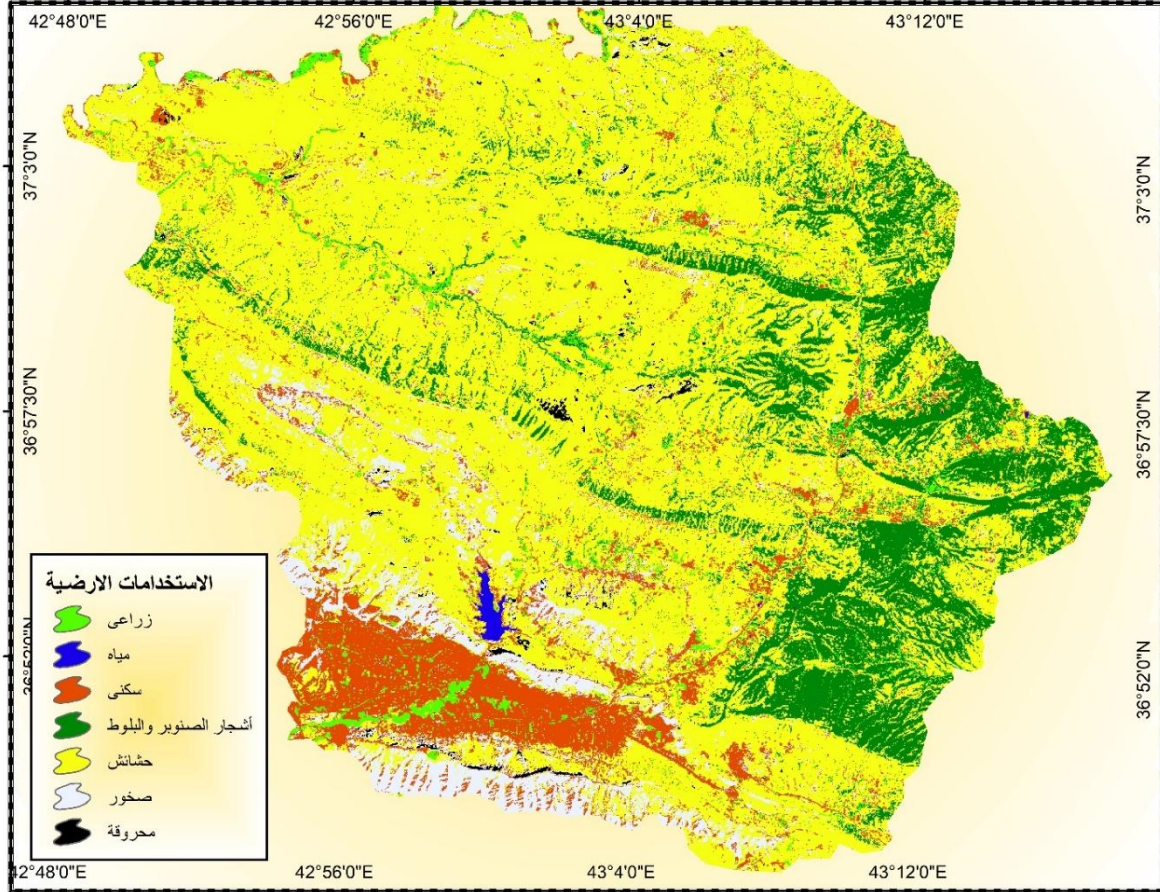 42°48'0"E 42°56'0"E 43°4'0"E 43°12'0"E
37°3'0"N
37°3'0"N
36°57'30"N
36°57'30"N
36°52'0"N
الاستخدامات الارضية
زراعي
مياه
سكني
أشجار الصنوبر والبلوط
حشائش
صخور
محروقة
42°48'0"E 42°56'0"E 43°4'0"E 43°12'0"E